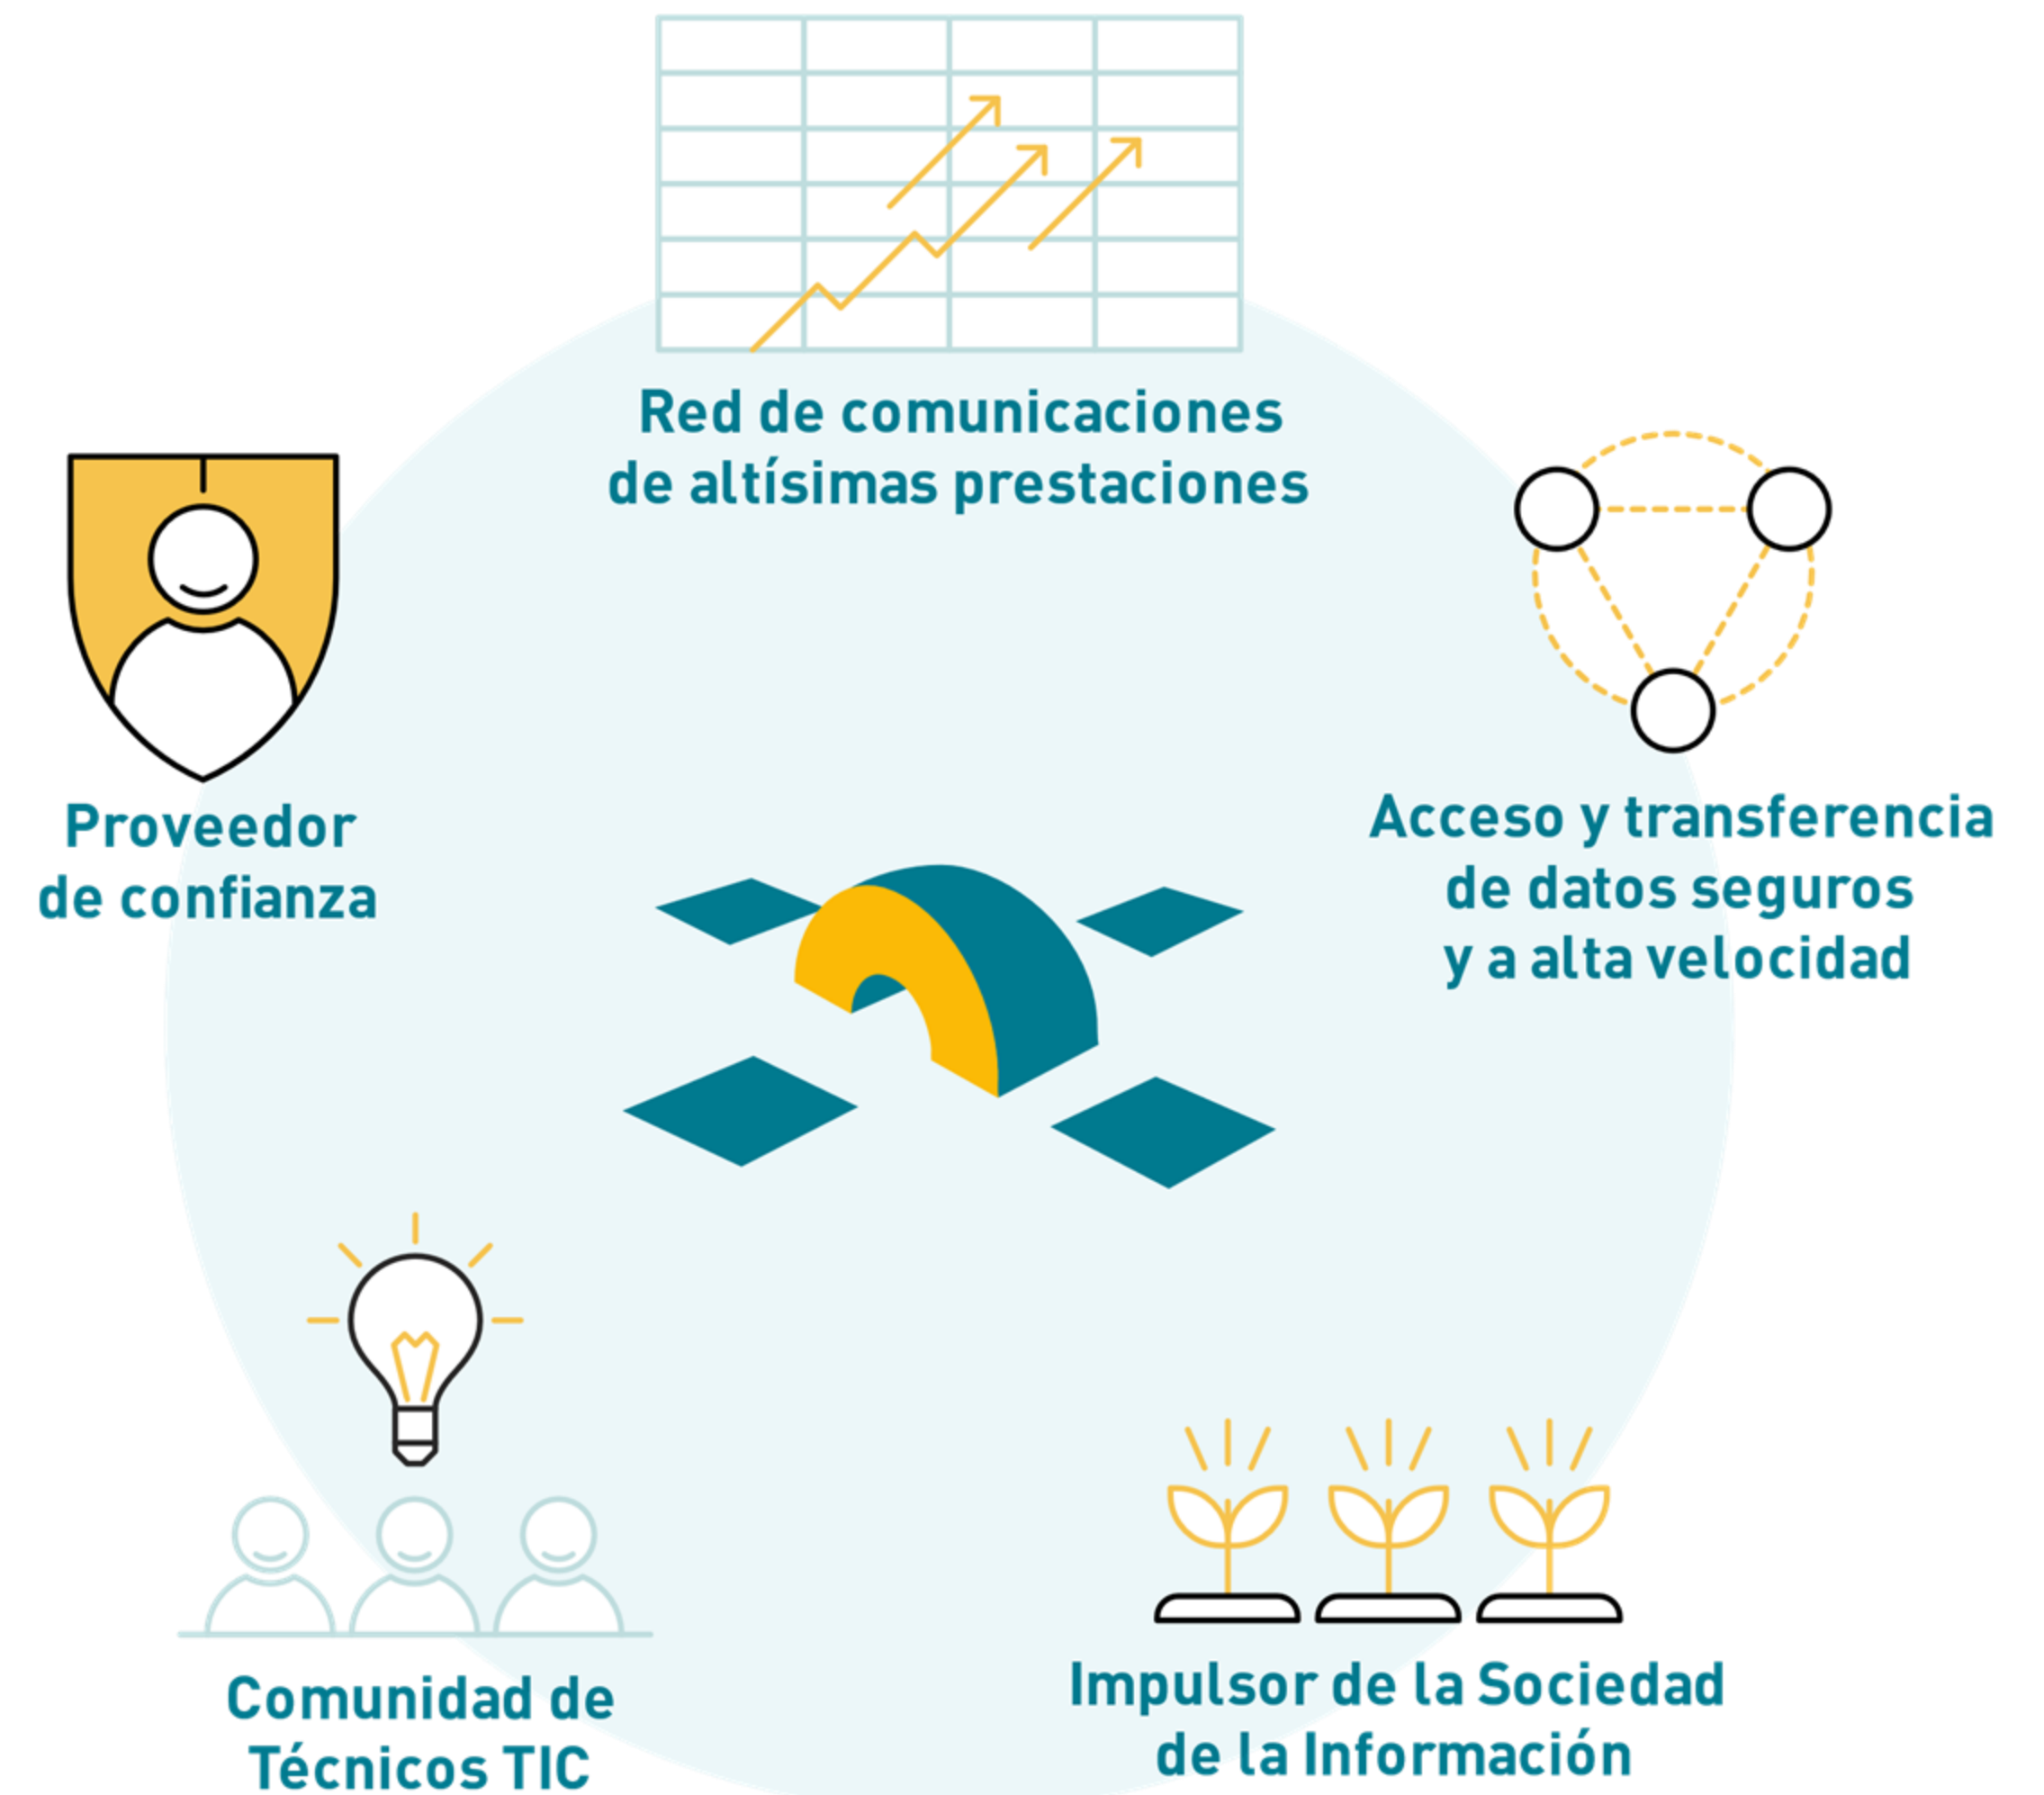 Red de comunicaciones
de altísimas prestaciones
Proveedor
de confianza
Acceso y transferencia
de datos seguros
y a alta velocidad
Comunidad de
Técnicos TIC
Impulsor de la Sociedad
de la Información